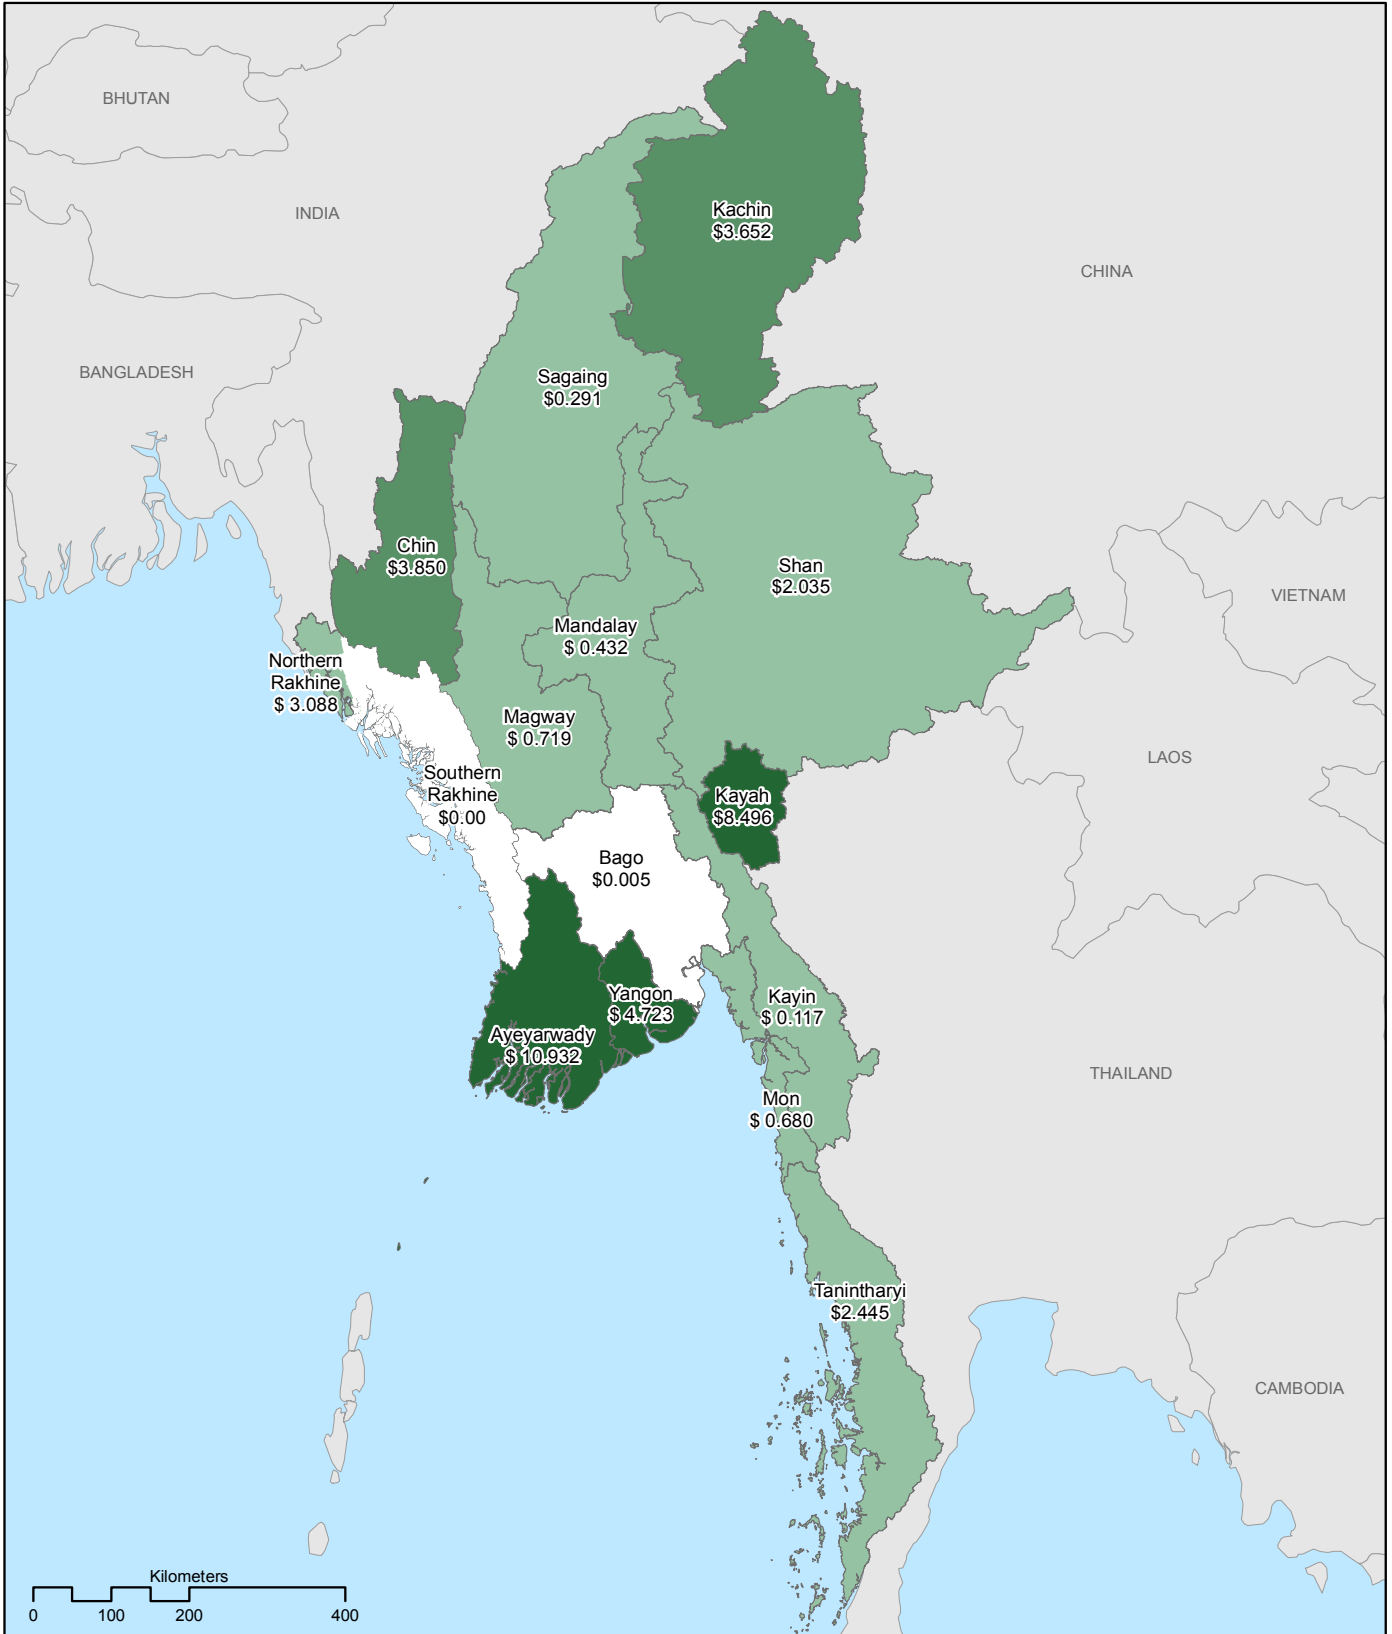 BHUTAN
INDIA
Kachin
$3.652
CHINA
BANGLADESH
Sagaing
$0.291
Chin
$3.850
Shan
$2.035
VIETNAM
Mandalay
$ 0.432
Northern
Rakhine
$ 3.088
Magway
$ 0.719
LAOS
Southern
Rakhine
$0.00
Kayah
$8.496
Bago
$0.005
Yangon
$ 4.723
Kayin
$ 0.117
Ayeyarwady
$ 10.932
THAILAND
Mon
$ 0.680
Tanintharyi
$2.445
CAMBODIA
Kilometers
0 100 200 400